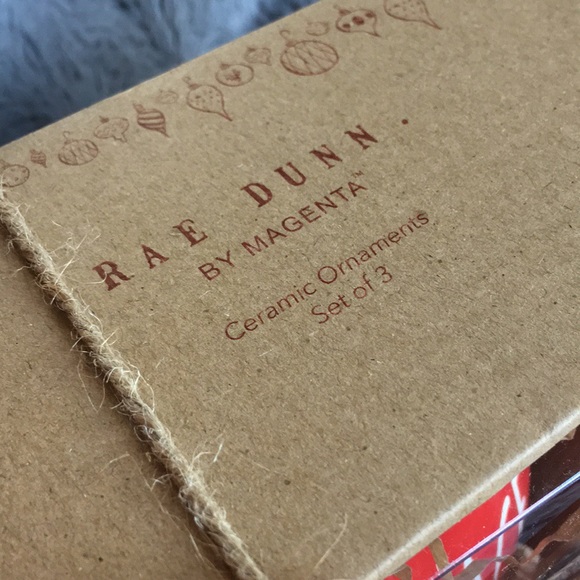 RAE DUNN.
BY MAGENTA™
Ceramic Ornaments
Set of 3